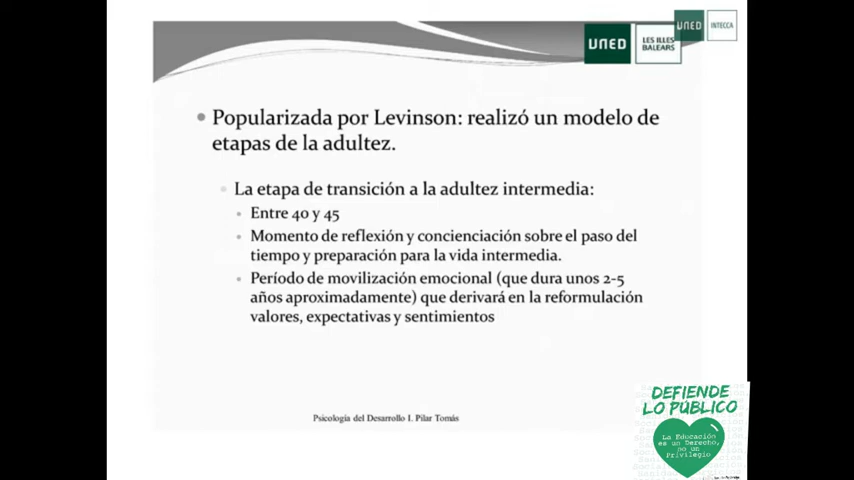 UNED
INTECCA
UNED
LES ILLES
BALEARS
Popularizada por Levinson: realizó un modelo de
etapas de la adultez.
La etapa de transición a la adultez intermedia:
Entre 40 y 45
Momento de reflexión y concienciación sobre el paso del
tiempo y preparación para la vida intermedia.
Período de movilización emocional (que dura unos 2-5
años aproximadamente) que derivará en la reformulación
valores, expectativas y sentimientos
Psicología del Desarrollo I. Pilar Tomás
DEFIENDE
LO PÚBLICO
La Educación
es un Derecho,
no un
Privilegio